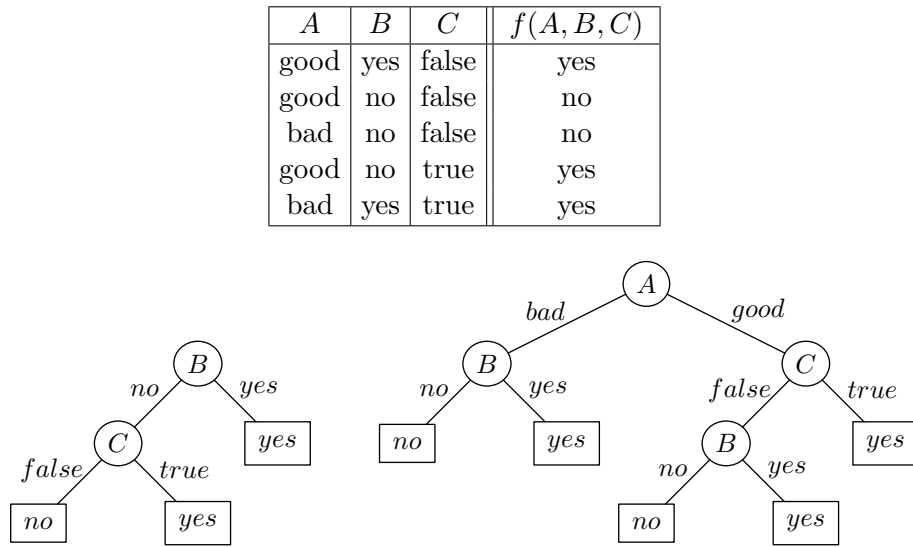 A B C f(A, B, C)
good yes false yes
good no false no
bad no false no
good no true yes
bad yes true yes
A
bad good
B B C
no yes no yes false true
C yes no yes B yes
false true no yes
no yes no yes